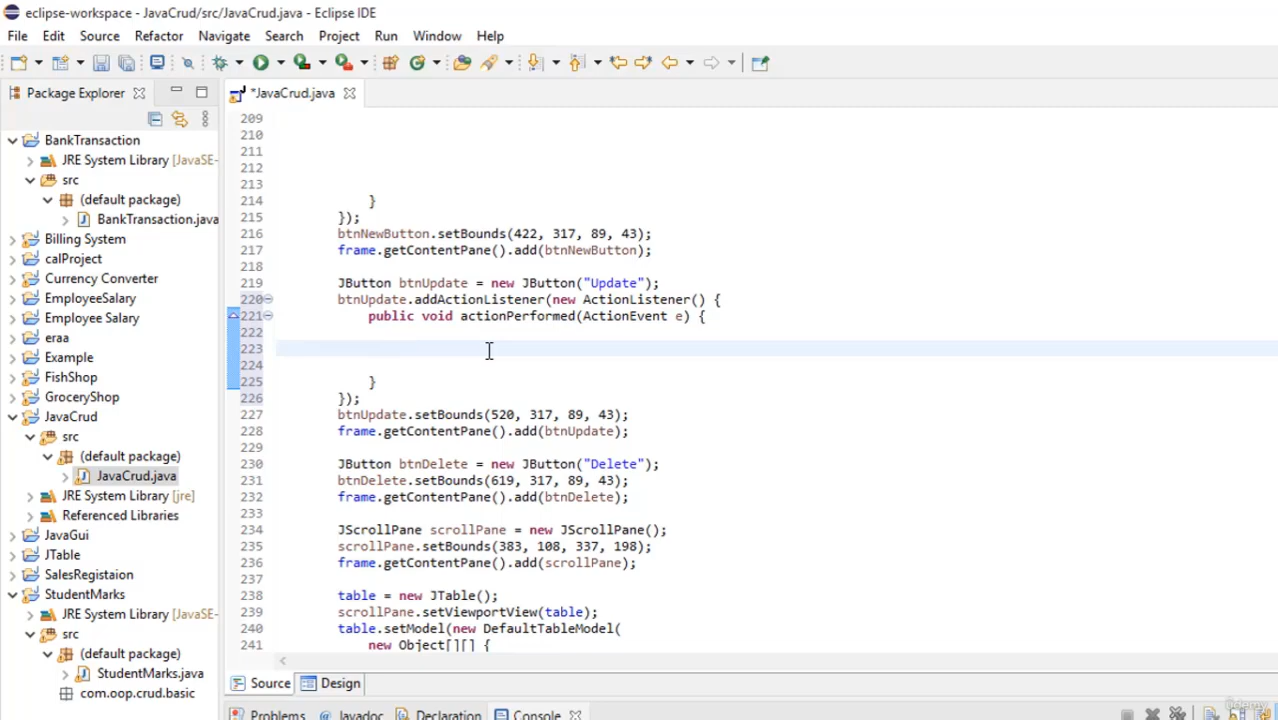 eclipse-workspace - JavaCrud/src/JavaCrud.java - Eclipse IDE
File Edit Source Refactor Navigate Search Project Run Window Help
Package Explorer
*JavaCrud.java
BankTransaction
JRE System Library [JavaSE-
src
(default package)
BankTransaction.java
Billing System
calProject
Currency Converter
EmployeeSalary
Employee Salary
eraa
Example
FishShop
GroceryShop
JavaCrud
src
(default package)
JavaCrud.java
JRE System Library [jre]
Referenced Libraries
JavaGui
JTable
SalesRegistaion
StudentMarks
JRE System Library [JavaSE-
src
(default package)
StudentMarks.java
com.oop.crud.basic
209
210
211
212
213
214 }
215 });
216 btnNewButton.setBounds(422, 317, 89, 43);
217 frame.getContentPane().add(btnNewButton);
218
219 JButton btnUpdate = new JButton("Update");
220 btnUpdate.addActionListener(new ActionListener() {
221 public void actionPerformed(ActionEvent e) {
222
223
224
225 }
226 });
227 btnUpdate.setBounds(520, 317, 89, 43);
228 frame.getContentPane().add(btnUpdate);
229
230 JButton btnDelete = new JButton("Delete");
231 btnDelete.setBounds(619, 317, 89, 43);
232 frame.getContentPane().add(btnDelete);
233
234 JScrollPane scrollPane = new JScrollPane();
235 scrollPane.setBounds(383, 108, 337, 198);
236 frame.getContentPane().add(scrollPane);
237
238 table = new JTable();
239 scrollPane.setViewportView(table);
240 table.setModel(new DefaultTableModel(
241 new Object[][] {
Source Design
Problems @ Javadoc Declaration Console
udemy